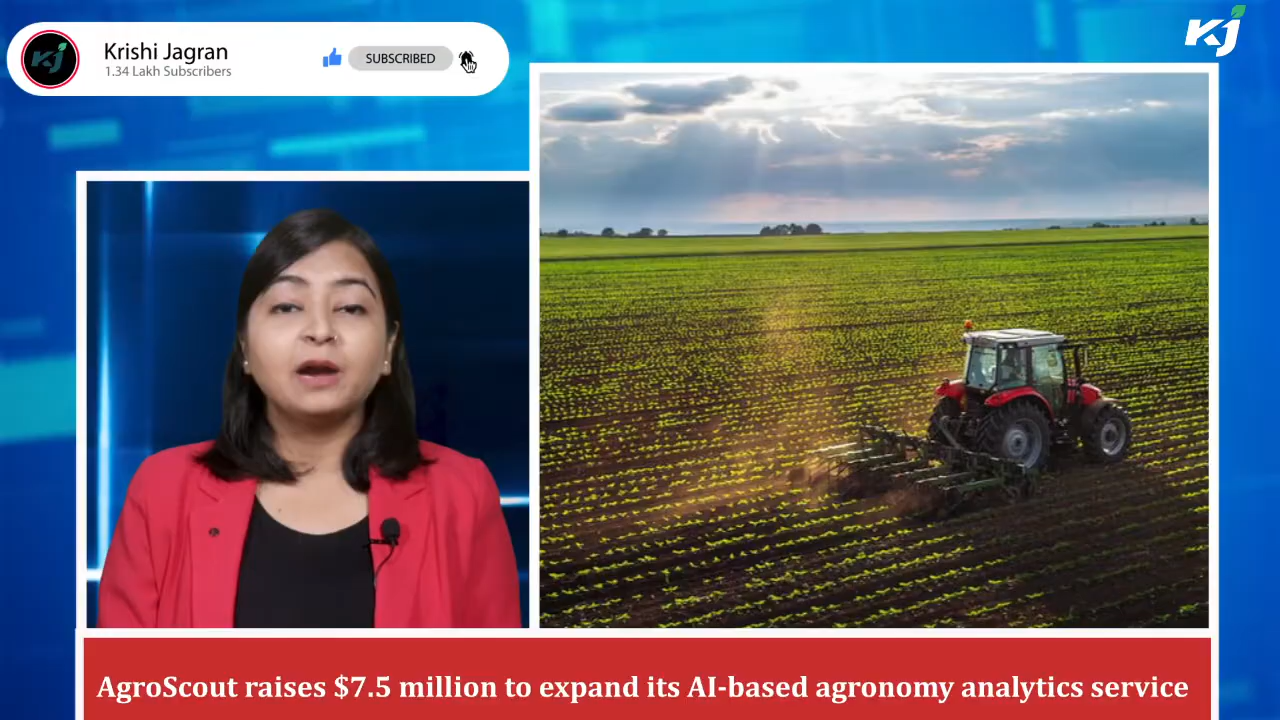 Krishi Jagran
1.34 Lakh Subscribers
SUBSCRIBED
KJ
KJ
AgroScout raises $7.5 million to expand its AI-based agronomy analytics service